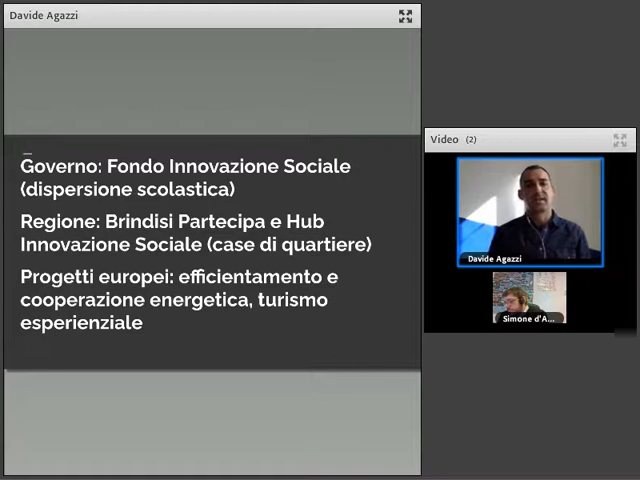 Davide Agazzi
Governo: Fondo Innovazione Sociale
(dispersione scolastica)
Regione: Brindisi Partecipa e Hub
Innovazione Sociale (case di quartiere)
Progetti europei: efficientamento e
cooperazione energetica, turismo
esperienziale
Video (2)
Davide Agazzi
Simone d'A...